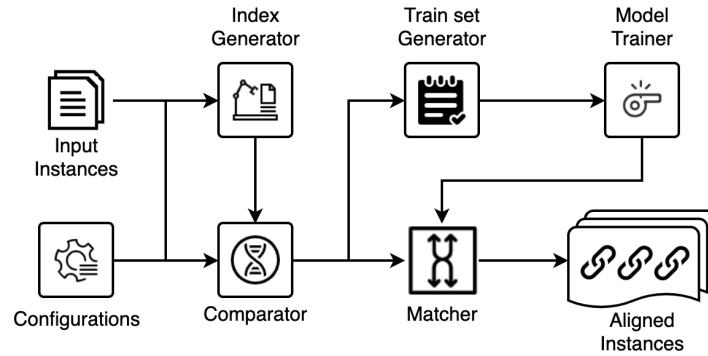 Index
Generator
Train set
Generator
Model
Trainer
Input
Instances
Configurations
Comparator
Matcher
Aligned
Instances